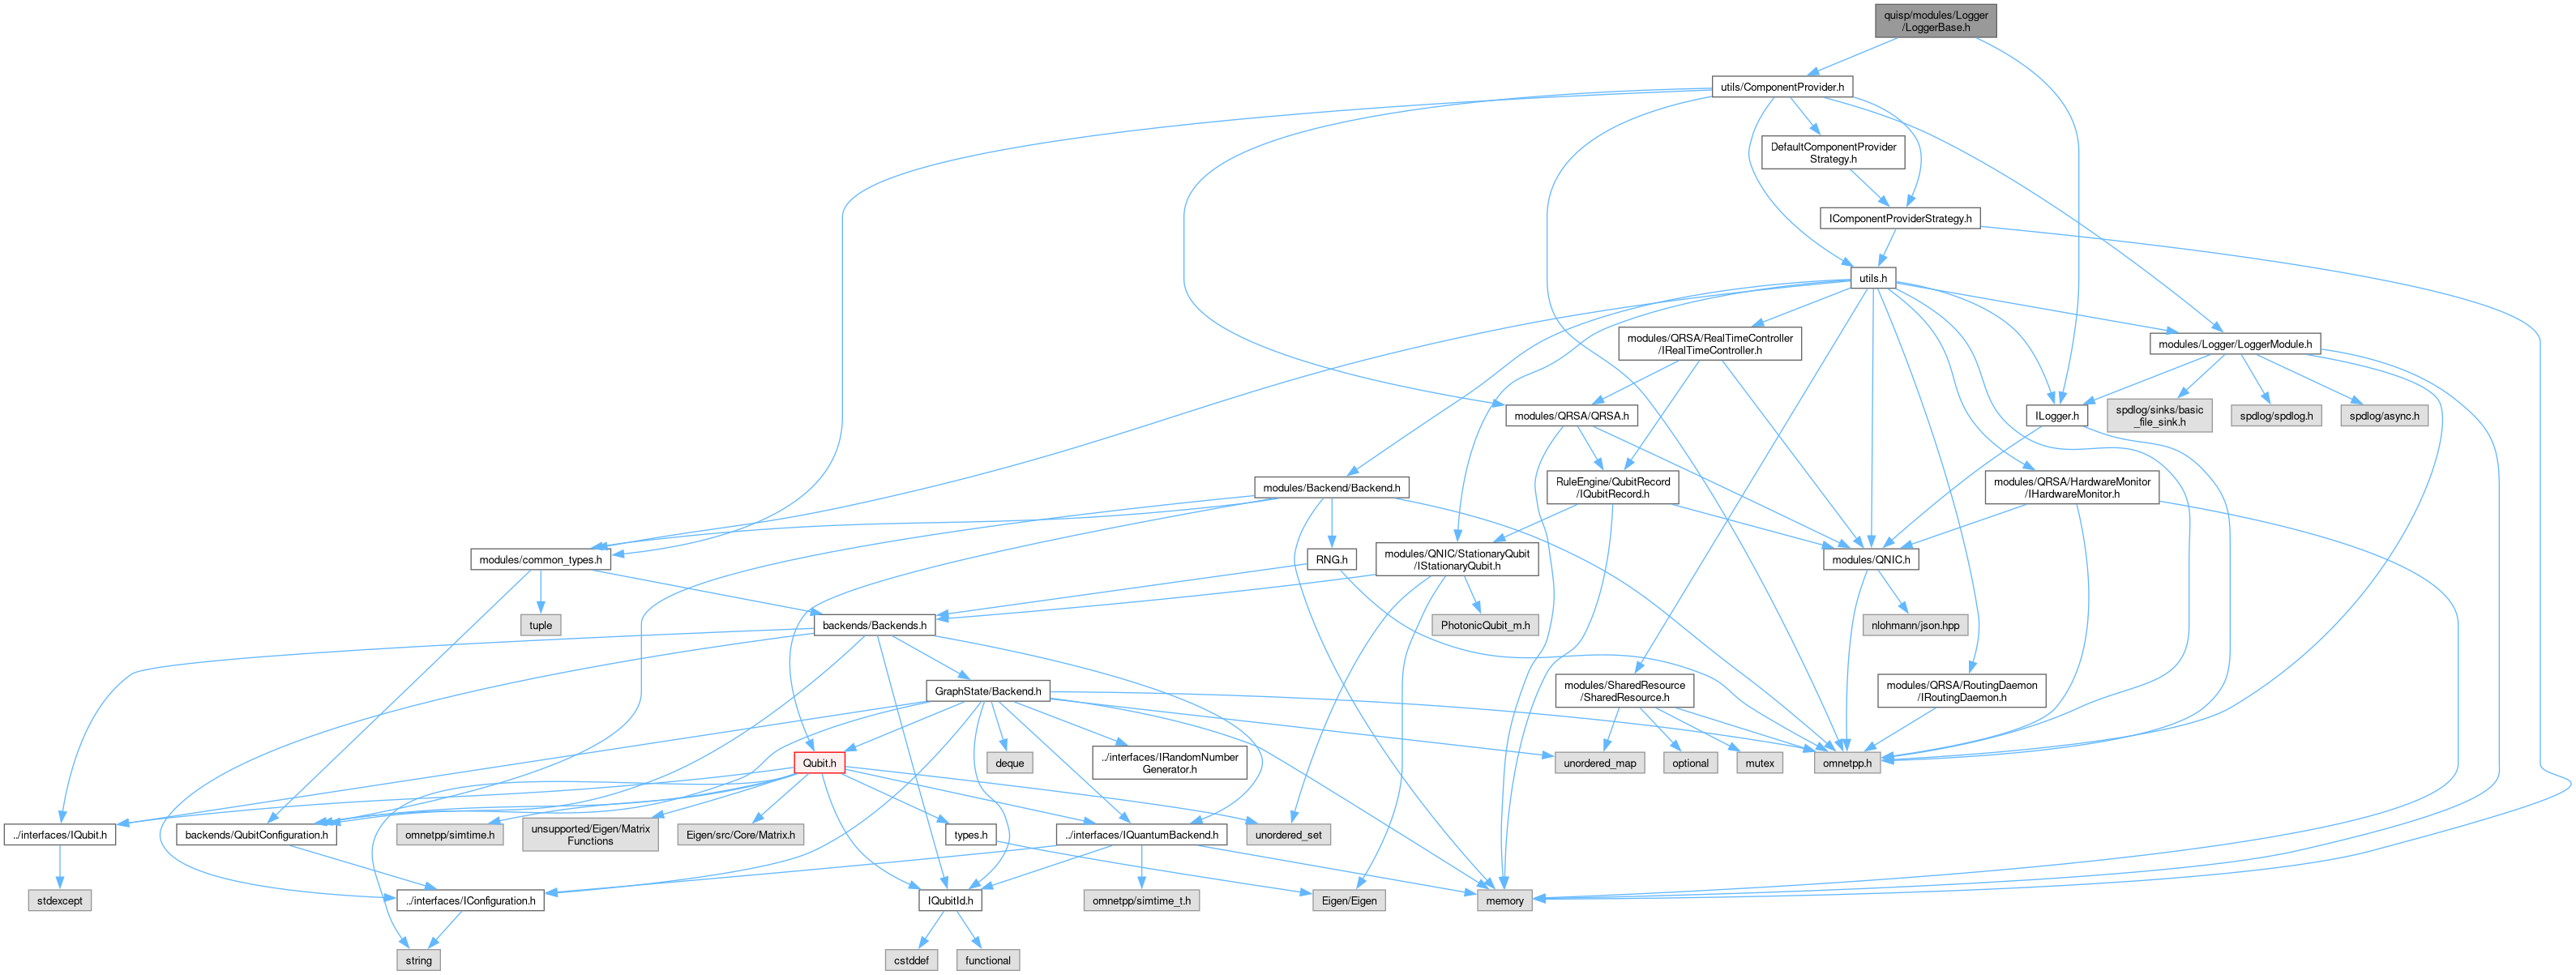 quisp/modules/Logger
/LoggerBase.h
utils/ComponentProvider.h
DefaultComponentProvider
Strategy.h
IComponentProviderStrategy.h
utils.h
modules/QRSA/RealTimeController
/IRealTimeController.h
modules/Logger/LoggerModule.h
modules/QRSA/QRSA.h
ILogger.h
spdlog/sinks/basic
_file_sink.h
spdlog/spdlog.h
spdlog/async.h
modules/Backend/Backend.h
RuleEngine/QubitRecord
/IQubitRecord.h
modules/QRSA/HardwareMonitor
/IHardwareMonitor.h
modules/common_types.h
RNG.h
modules/QNIC/StationaryQubit
/IStationaryQubit.h
modules/QNIC.h
tuple
backends/Backends.h
PhotonicQubit_m.h
nlohmann/json.hpp
GraphState/Backend.h
modules/SharedResource
/SharedResource.h
modules/QRSA/RoutingDaemon
/IRoutingDaemon.h
Qubit.h
deque
../interfaces/IRandomNumber
Generator.h
unordered_map
optional
mutex
omnetpp.h
../interfaces/IQubit.h
backends/QubitConfiguration.h
omnetpp/simtime.h
unsupported/Eigen/Matrix
Functions
Eigen/src/Core/Matrix.h
types.h
../interfaces/IQuantumBackend.h
unordered_set
stdexcept
../interfaces/IConfiguration.h
IQubitId.h
omnetpp/simtime_t.h
Eigen/Eigen
memory
string
cstddef
functional